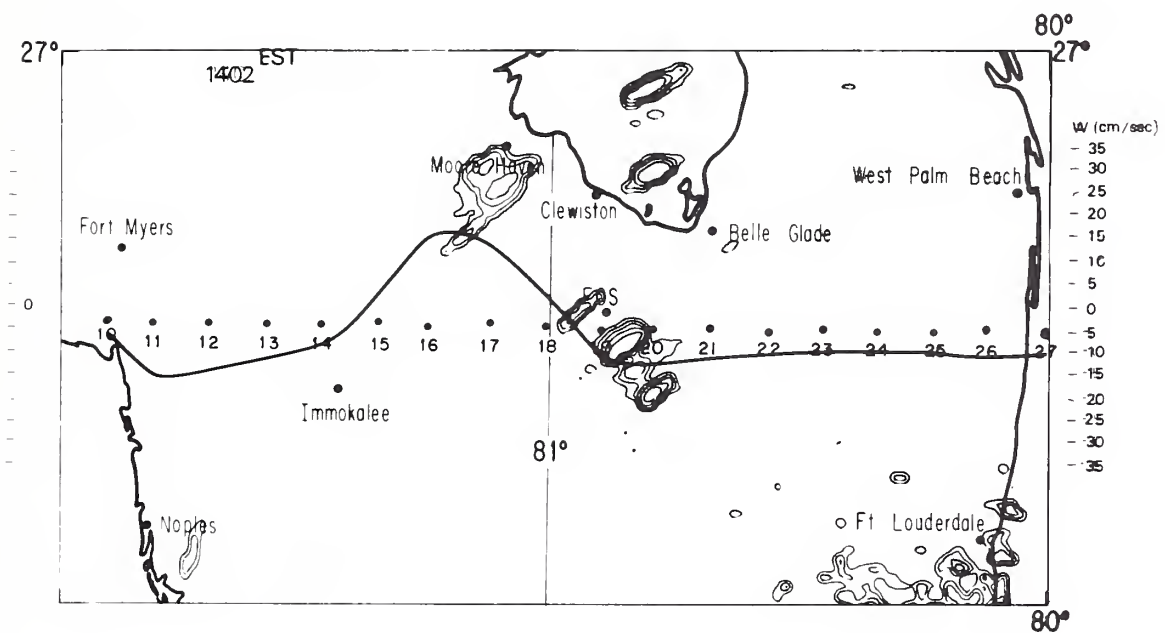 80°
27°
EST
27°
1402
W (cm/sec)
- 35
Moore Haven
- 30
West Palm Beach
- 25
Clewiston
- 20
Fort Myers
Belle Glade
- 15
- 10
- 5
0
- 0
10 11 12 13 14 15 16 17 18 19 20 21 22 23 24 25 26 27
- -5
- -10
- -15
Immokalee
- -20
- -25
81°
- -30
- -35
Naples
Ft Lauderdale
80°